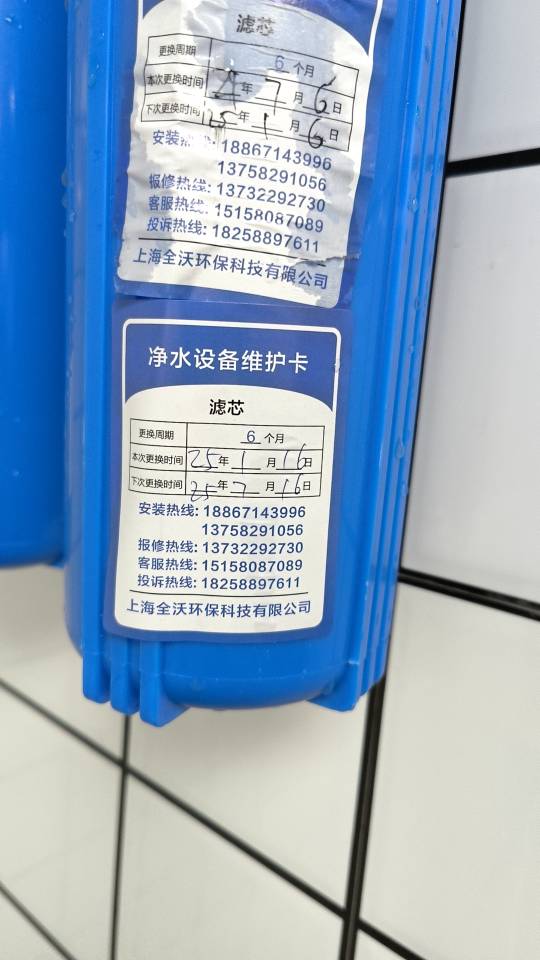 滤芯
更换周期 6 个月
本次更换时间 年 7 月 6 日
下次更换时间 25 年 1 月 6 日
安装热线: 18867143996
13758291056
报修热线: 13732292730
客服热线: 15158087089
投诉热线: 18258897611
上海全沃环保科技有限公司
净水设备维护卡
滤芯
更换周期 6 个月
本次更换时间 25 年 1 月 16 日
下次更换时间 25 年 7 月 16 日
安装热线: 18867143996
13758291056
报修热线: 13732292730
客服热线: 15158087089
投诉热线: 18258897611
上海全沃环保科技有限公司